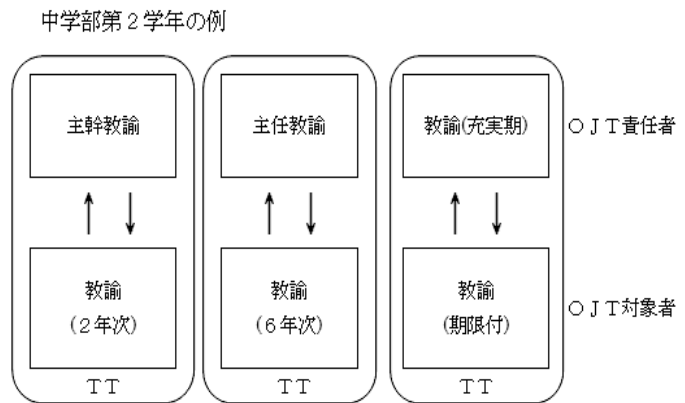 中学部第２学年の例
主幹教諭
主任教諭
教諭(充実期)
ＯＪＴ責任者
教諭
(２年次)
教諭
(６年次)
教諭
(期限付)
ＯＪＴ対象者
ＴＴ
ＴＴ
ＴＴ